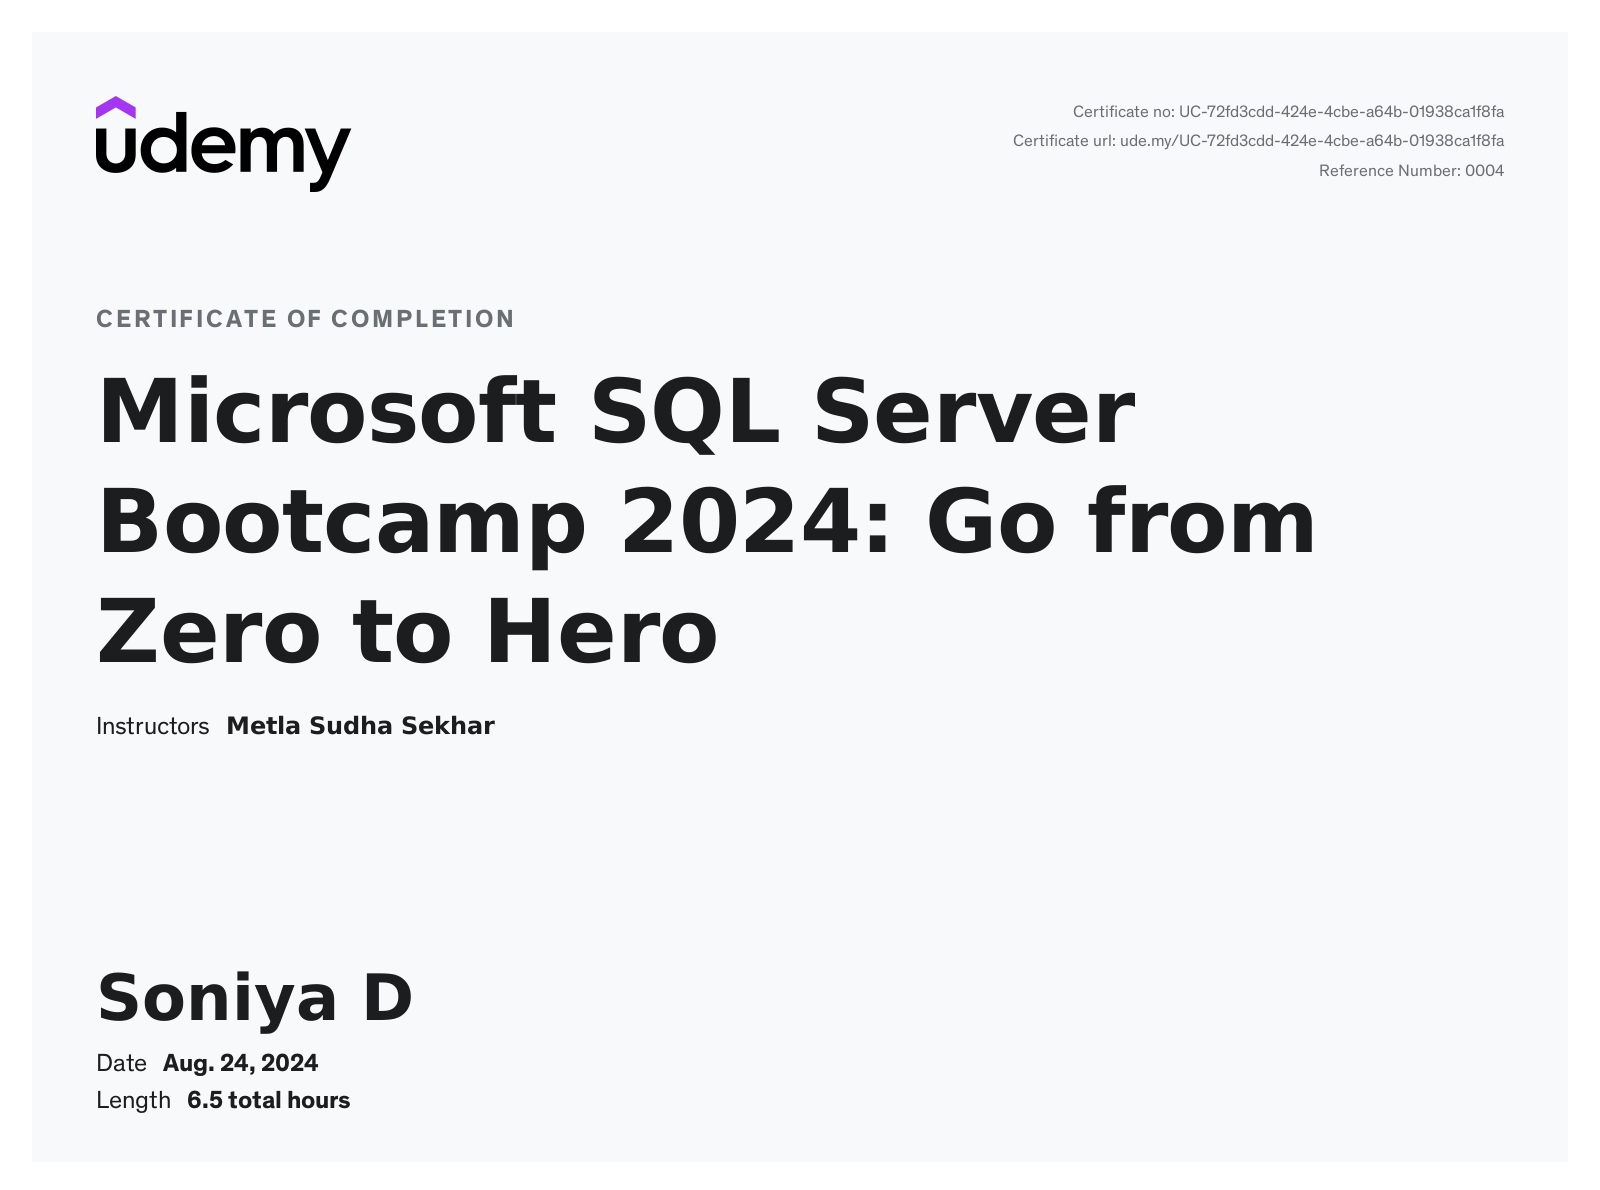 udemy
Certificate no: UC-72fd3cdd-424e-4cbe-a64b-01938ca1f8fa
Certificate url: ude.my/UC-72fd3cdd-424e-4cbe-a64b-01938ca1f8fa
Reference Number: 0004
CERTIFICATE OF COMPLETION
Microsoft SQL Server
Bootcamp 2024: Go from
Zero to Hero
Instructors Metla Sudha Sekhar
Soniya D
Date Aug. 24, 2024
Length 6.5 total hours